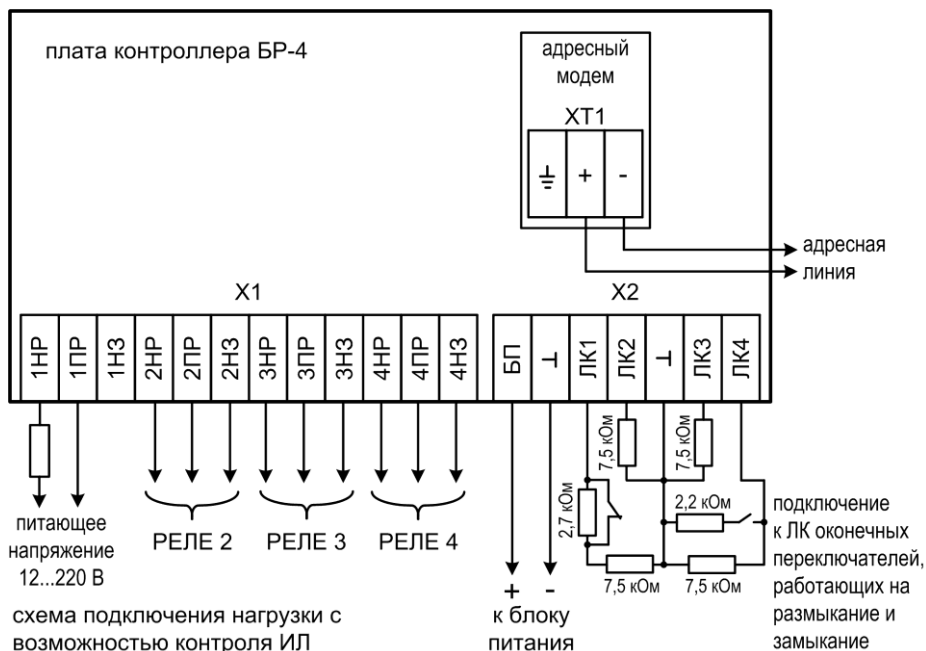 плата контроллера БР-4
адресный
модем
XT1
+
-
адресная
линия
X1
X2
1НР
1ПР
1НЗ
2НР
2ПР
2НЗ
3НР
3ПР
3НЗ
4НР
4ПР
4НЗ
БП
ЛК1
ЛК2
ЛК3
ЛК4
7,5 кОм
7,5 кОм
2,7 кОм
2,2 кОм
7,5 кОм
7,5 кОм
питающее
напряжение
12...220 В
РЕЛЕ 2
РЕЛЕ 3
РЕЛЕ 4
+
-
к блоку
питания
подключение
к ЛК оконечных
переключателей,
работающих на
размыкание и
замыкание
схема подключения нагрузки с
возможностью контроля ИЛ